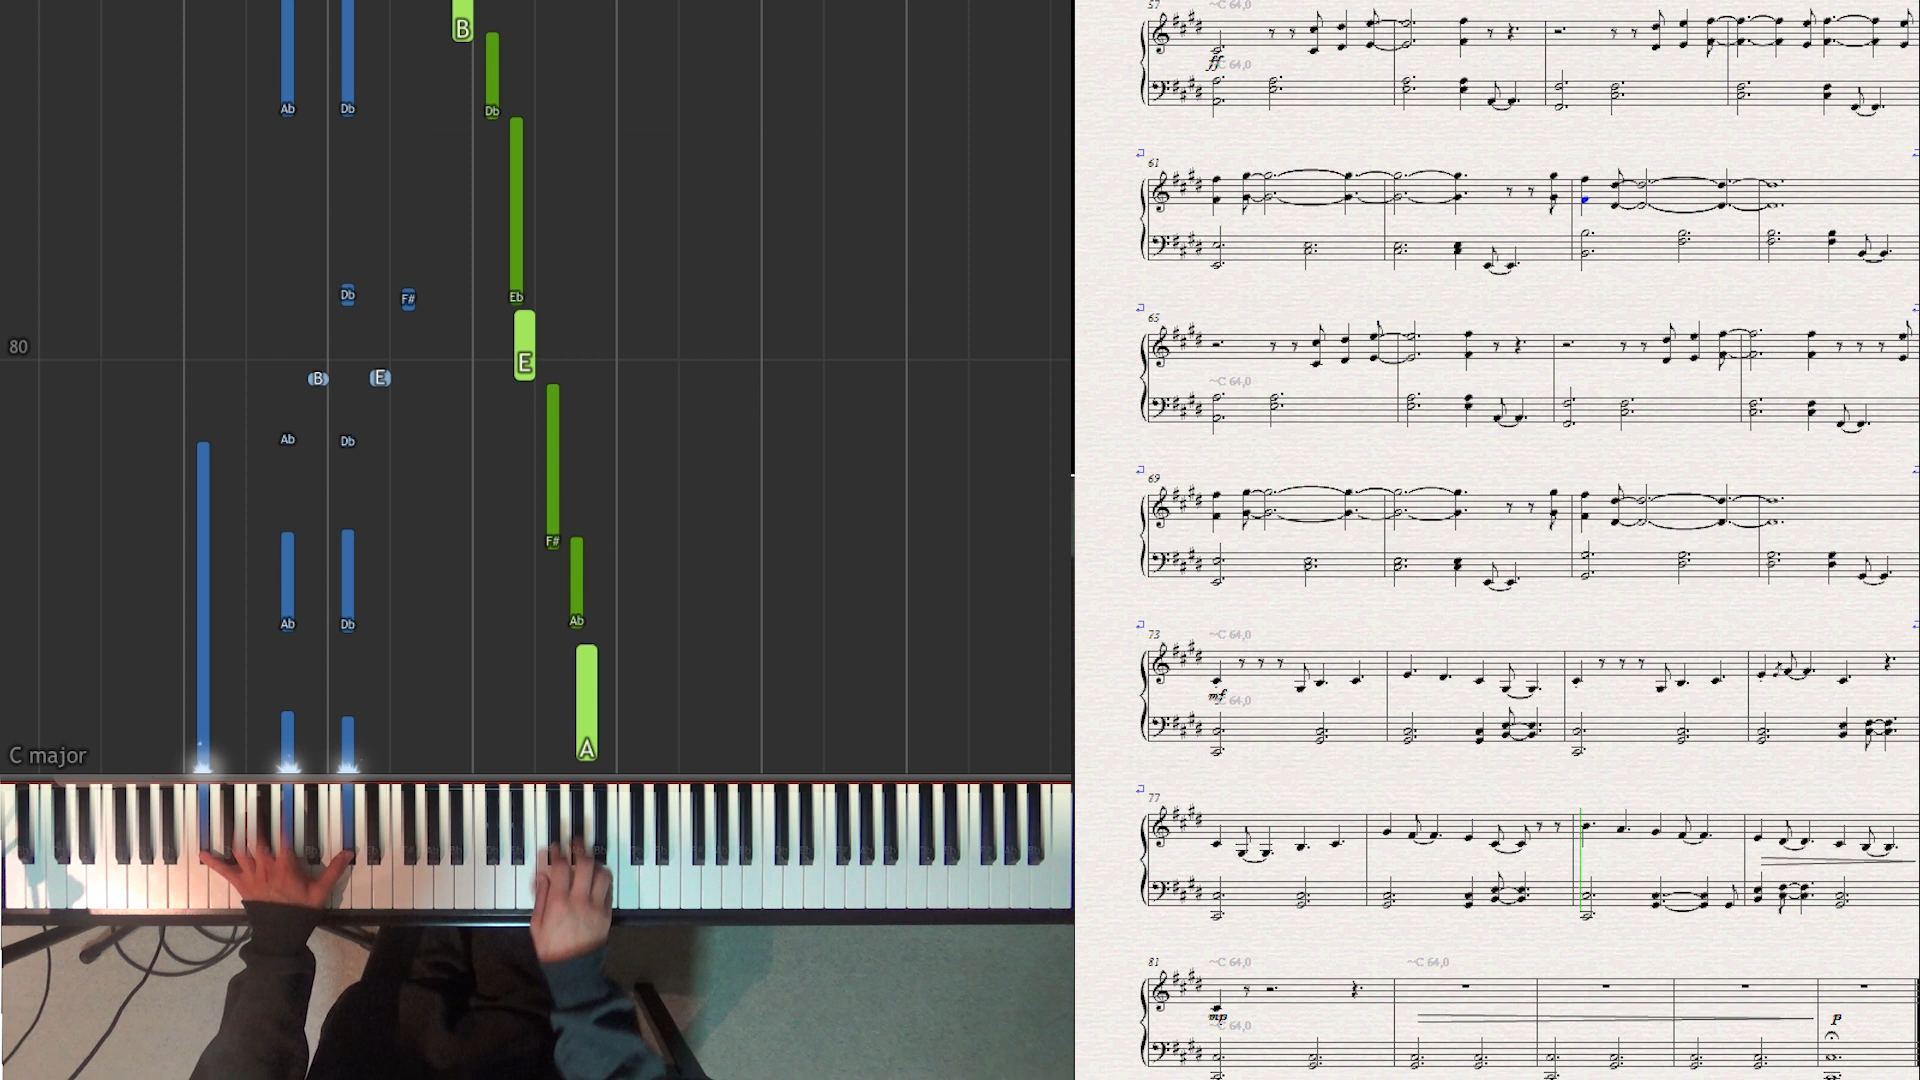 B
Ab Db Db
Db F# Eb
80
B E E
Ab Db
F#
Ab Db Ab
C major A
57
~C 64,0
ff ~C 64,0
61
65
~C 64,0
69
73 ~C 64,0
mf ~C 64,0
77
81 ~C 64,0 ~C 64,0
mp p
~C 64,0